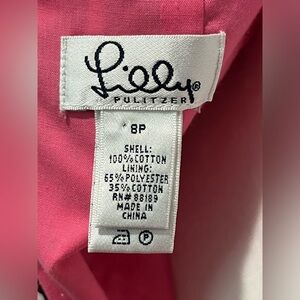 Lilly®
PULITZER
8P
SHELL:
100% COTTON
LINING:
65% POLYESTER
35% COTTON
RN# 88189
MADE IN
CHINA
P